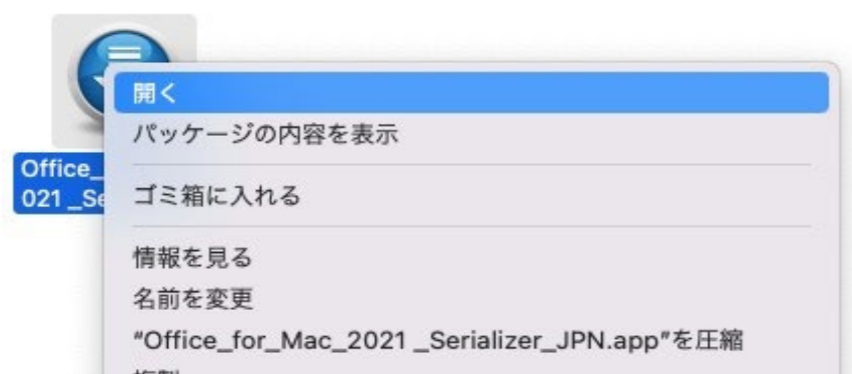 開く
パッケージの内容を表示
Office_
021 _Se
ゴミ箱に入れる
情報を見る
名前を変更
"Office_for_Mac_2021 _Serializer_JPN.app"を圧縮